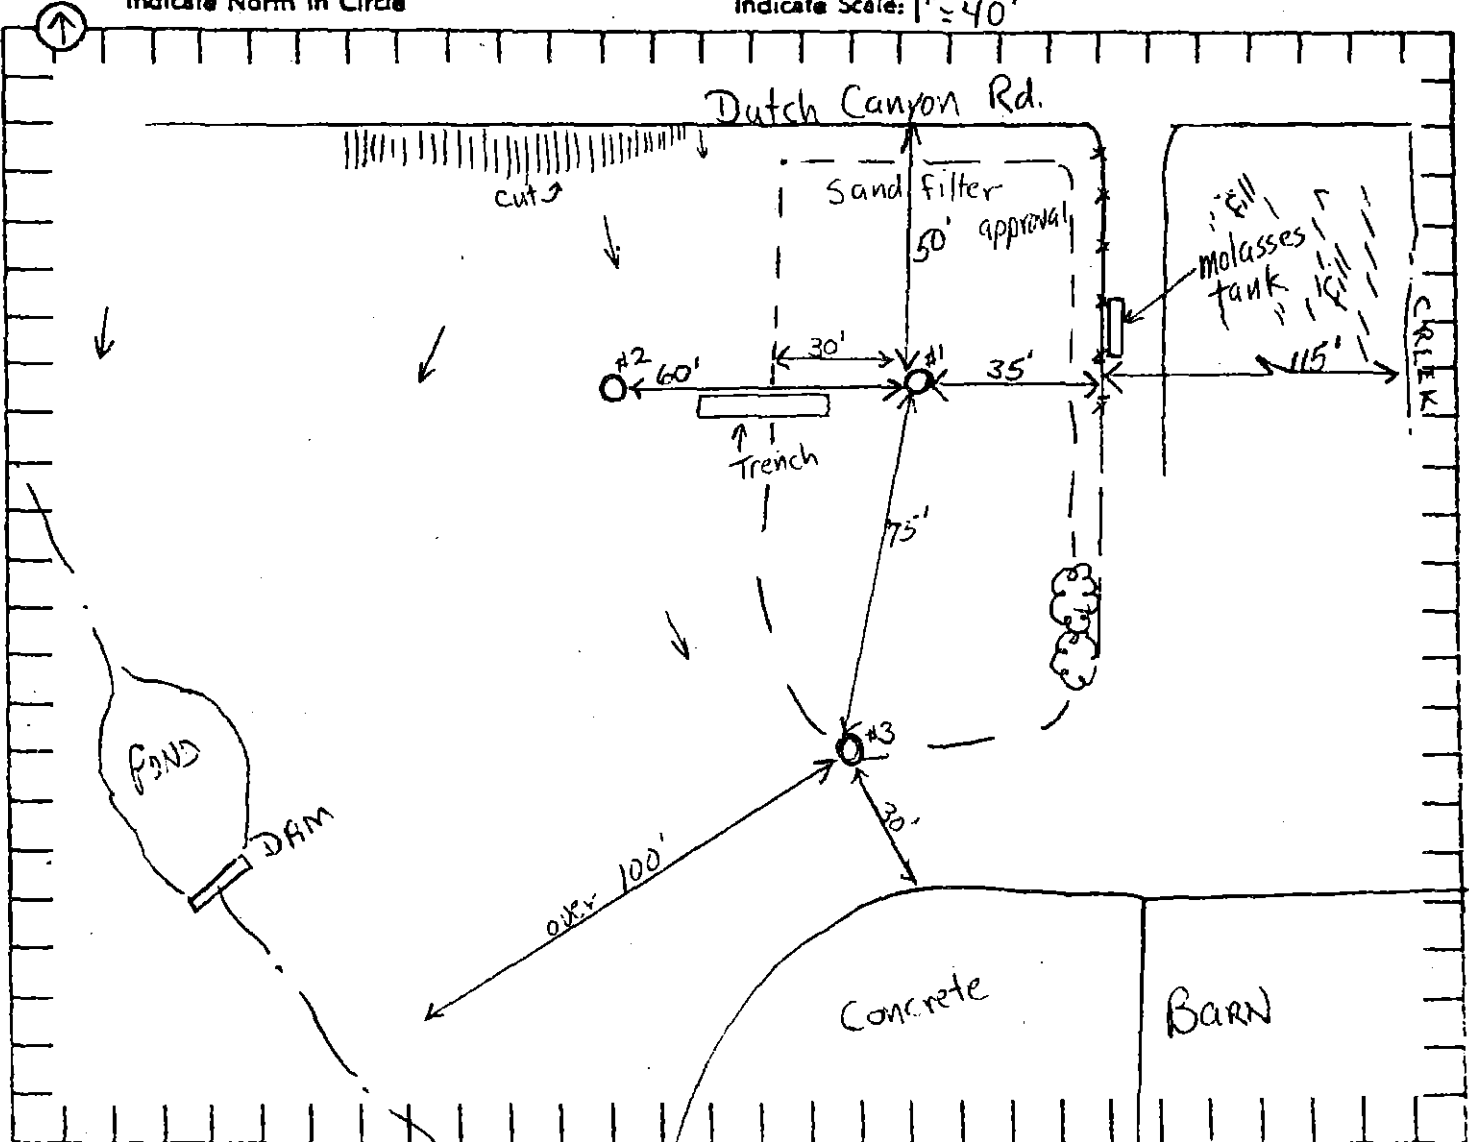 Indicate North in Circle
Indicate Scale: 1"=40'
Dutch Canyon Rd.
cut
Sand filter
approval
50'
fill
molasses
tank
fill
CREEK
#2
60'
30'
#1
35'
115'
Trench
75'
#3
POND
DAM
30'
over 100'
Concrete
BARN